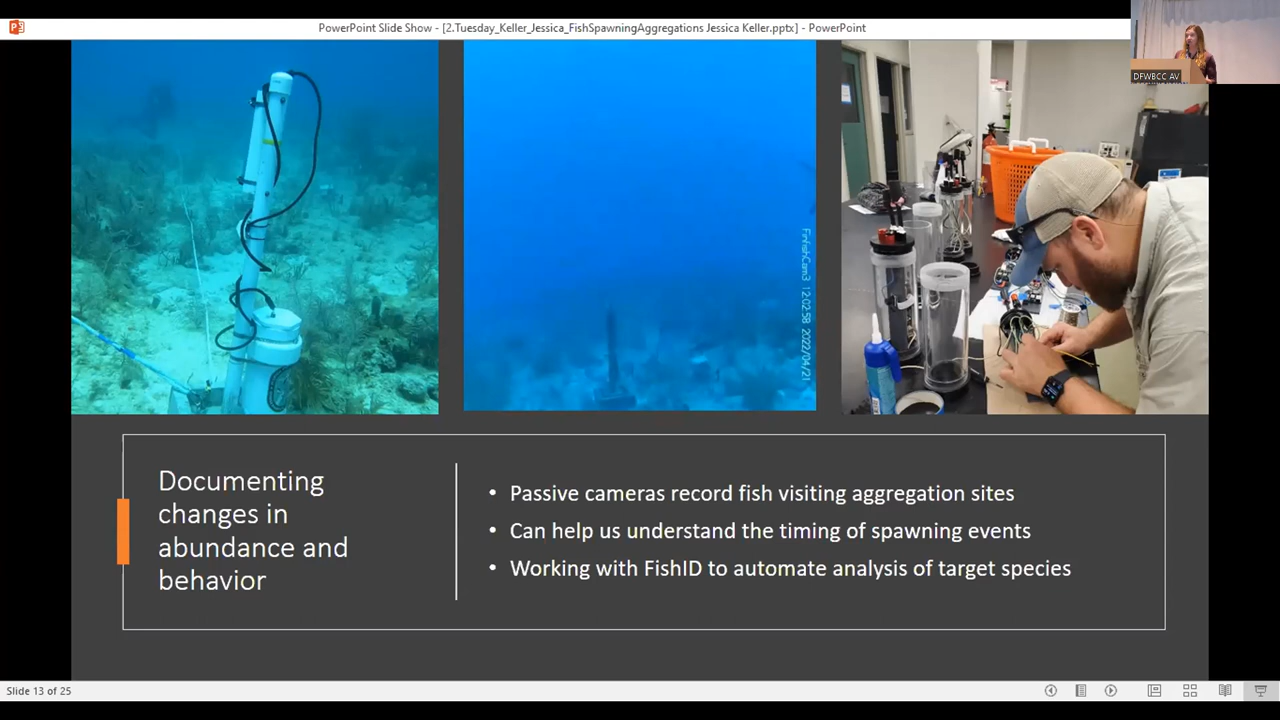 PowerPoint Slide Show - [2.Tuesday_Keller_Jessica_FishSpawningAggregations Jessica Keller.pptx] - PowerPoint
DFWBCC AV
FinfishCam3 12:02:58 2022/04/21
Documenting
changes in
abundance and
behavior
• Passive cameras record fish visiting aggregation sites
• Can help us understand the timing of spawning events
• Working with FishID to automate analysis of target species
Slide 13 of 25